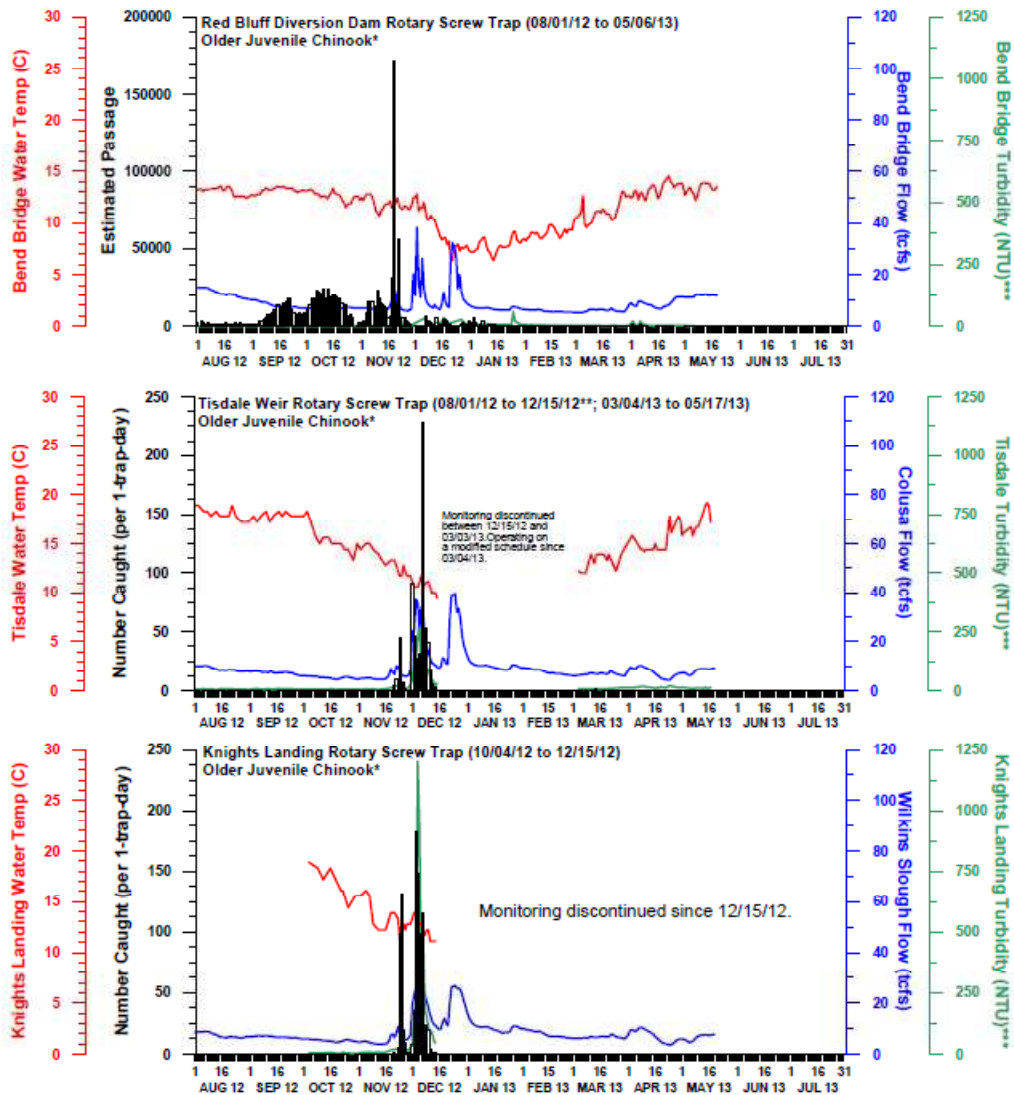 Red Bluff Diversion Dam Rotary Screw Trap (08/01/12 to 05/06/13)
Older Juvenile Chinook*
Bend Bridge Water Temp (C)
30
25
20
15
10
5
0
Estimated Passage
200000
150000
100000
50000
0
Bend Bridge Flow (tcfs)
120
100
80
60
40
20
0
Bend Bridge Turbidity (NTU)***
1250
1000
750
500
250
0
1 16 1 16 1 16 1 16 1 16 1 16 1 15 1 16 1 16 1 16 1 16 1 16 31
AUG 12 SEP 12 OCT 12 NOV 12 DEC 12 JAN 13 FEB 13 MAR 13 APR 13 MAY 13 JUN 13 JUL 13
Tisdale Weir Rotary Screw Trap (08/01/12 to 12/15/12**; 03/04/13 to 05/17/13)
Older Juvenile Chinook*
Tisdale Water Temp (C)
30
25
20
15
10
5
0
Number Caught (per 1-trap-day)
250
200
150
100
50
0
Monitoring discontinued
between 12/15/12 and
03/03/13.Operating on
a modified schedule since
03/04/13.
Colusa Flow (tcfs)
120
100
80
60
40
20
0
Tisdale Turbidity (NTU)***
1250
1000
750
500
250
0
1 16 1 16 1 16 1 16 1 16 1 16 1 15 1 16 1 16 1 16 1 16 1 16 31
AUG 12 SEP 12 OCT 12 NOV 12 DEC 12 JAN 13 FEB 13 MAR 13 APR 13 MAY 13 JUN 13 JUL 13
Knights Landing Rotary Screw Trap (10/04/12 to 12/15/12)
Older Juvenile Chinook*
Knights Landing Water Temp (C)
30
25
20
15
10
5
0
Number Caught (per 1-trap-day)
250
200
150
100
50
0
Monitoring discontinued since 12/15/12.
Wilkins Slough Flow (tcfs)
120
100
80
60
40
20
0
Knights Landing Turbidity (NTU)***
1250
1000
750
500
250
0
1 16 1 16 1 16 1 16 1 16 1 16 1 15 1 16 1 16 1 16 1 16 1 16 31
AUG 12 SEP 12 OCT 12 NOV 12 DEC 12 JAN 13 FEB 13 MAR 13 APR 13 MAY 13 JUN 13 JUL 13